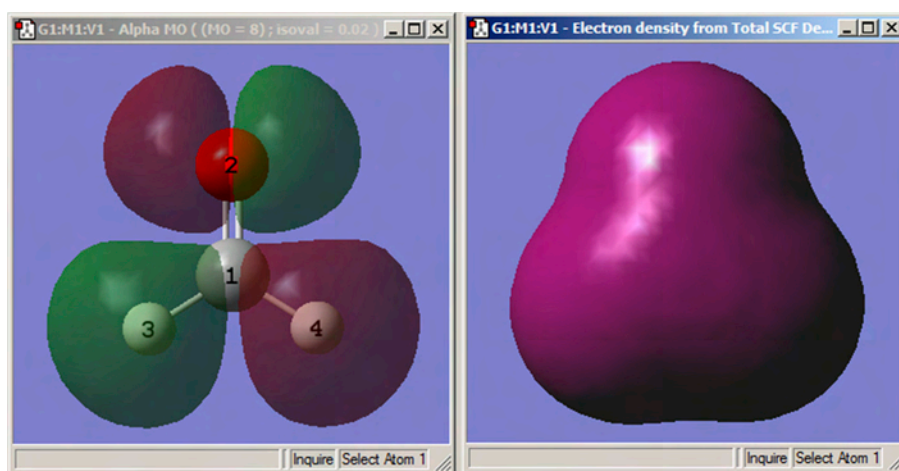 G1:M1:V1 - Alpha MO ( (MO = 8) ; isoval = 0.02 )
2
1
3
4
Inquire Select Atom 1
G1:M1:V1 - Electron density from Total SCF De...
Inquire Select Atom 1